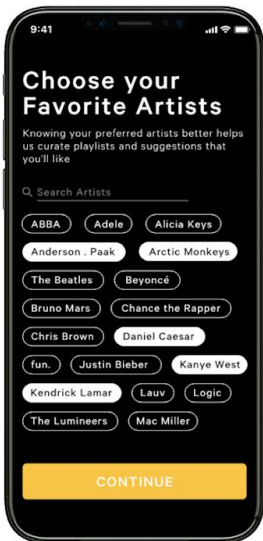 9:41
Choose your
Favorite Artists
Knowing your preferred artists better helps
us curate playlists and suggestions that
you'll like
Search Artists
ABBA Adele Alicia Keys
Anderson . Paak Arctic Monkeys
The Beatles Beyoncé
Bruno Mars Chance the Rapper
Chris Brown Daniel Caesar
fun. Justin Bieber Kanye West
Kendrick Lamar Lauv Logic
The Lumineers Mac Miller
CONTINUE